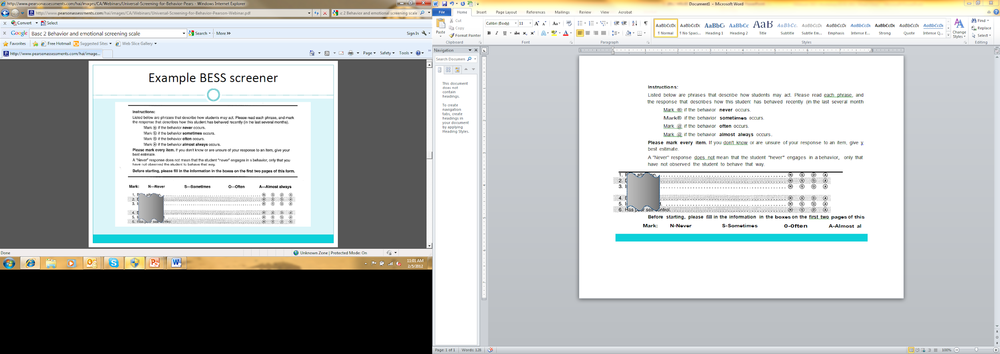 http://www.pearsonassessments.com/hai/images/CA/Webinars/Universal-Screening-for-Behavior-Pears - Windows Internet Explorer
http://www.pearsonassessments.com/hai/images/CA/Webinars/Universal-Screening-for-Behavior-Pearson-Webinar.pdf
:c 2 Behavior and emotional screening scale
x Convert Select
x Google Basc 2 Behavior and emotional screening scale Search More >> Sign In
Favorites Free Hotmail Suggested Sites Web Slice Gallery
http://www.pearsonassessments.com/hai/image... Page Safety Tools
Example BESS screener
Instructions:
Listed below are phrases that describe how students may act. Please read each phrase, and mark
the response that describes how this student has behaved recently (in the last several months).
Mark Ⓝ if the behavior never occurs.
Mark Ⓢ if the behavior sometimes occurs.
Mark Ⓞ if the behavior often occurs.
Mark Ⓐ if the behavior almost always occurs.
Please mark every item. If you don't know or are unsure of your response to an item, give your
best estimate.
A "Never" response does not mean that the student "never" engages in a behavior, only that you
have not observed the student to behave that way.
Before starting, please fill in the information in the boxes on the first two pages of this form.
Mark: N—Never S—Sometimes O—Often A—Almost always
1. Ⓝ Ⓢ Ⓞ Ⓐ
2. Ⓝ Ⓢ Ⓞ Ⓐ
3. Ⓝ Ⓢ Ⓞ Ⓐ
4. Ⓝ Ⓢ Ⓞ Ⓐ
5. Ⓝ Ⓢ Ⓞ Ⓐ
6. Ⓝ Ⓢ Ⓞ Ⓐ
Done Unknown Zone | Protected Mode: On
11:01 AM
2/5/2012
Document1 - Microsoft Word
File Home Insert Page Layout References Mailings Review View Acrobat
Paste Cut
Copy
Format Painter
Calibri (Body) 11
AaBbCcDc AaBbCcDc AaBbC AaBbCc AaB AaBbCc. AaBbCcDc AaBbCcDc AaBbCcDc AaBbCcDc AaBbCcDc AaBbCcDc
¶ Normal ¶ No Spaci... Heading 1 Heading 2 Title Subtitle Subtle Em... Emphasis Intense E... Strong Quote Intense Q...
Change
Styles
Find
Replace
Select
Clipboard Font Paragraph Styles Editing
Navigation
Search Documen
This document
does not
contain
headings.
To create
navigation
tabs, create
headings in
your document
by applying
Heading Styles.
Instructions:
Listed below are phrases that describe how students may act. Please read each phrase, and
the response that describes how this student has behaved recently (in the last several month
Mark ® if the behavior never occurs.
Mark® if the behavior sometimes occurs.
Mark @ if the behavior often occurs.
Mark @ if the behavior almost always occurs.
Please mark every item. If you don't know or are unsure of your response to an item, give y
best estimate.
A "Never" response does not mean that the student "never" engages in a behavior, only that
have not observed the student to behave that way.
1. Ⓝ Ⓢ Ⓞ Ⓐ
2. Ⓝ Ⓢ Ⓞ Ⓐ
3. Ⓝ Ⓢ Ⓞ Ⓐ
4. Ⓝ Ⓢ Ⓞ Ⓐ
5. Ⓝ Ⓢ Ⓞ Ⓐ
6. Has self control. Ⓝ Ⓢ Ⓞ Ⓐ
Before starting, please fill in the information in the boxes on the first two pages of this
Mark: N-Never S-Sometimes 0-0ften A-Almost al
Page: 1 of 1 Words: 128
100%